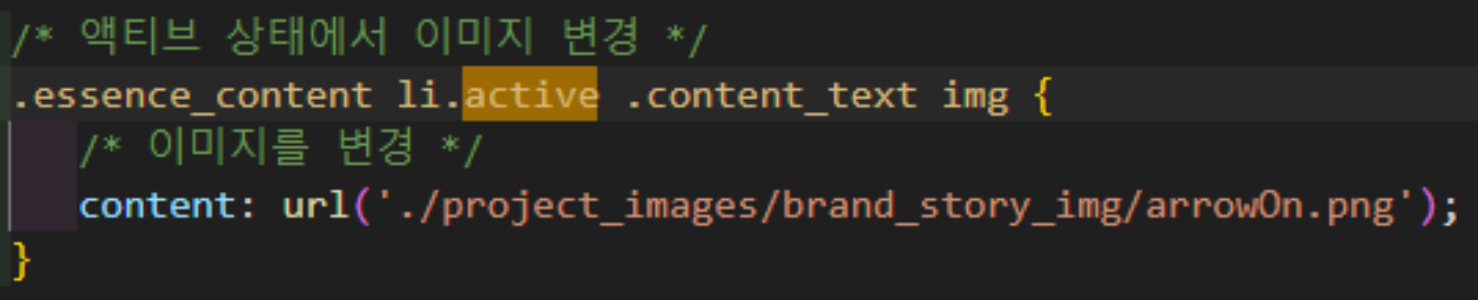 /* 액티브 상태에서 이미지 변경 */
.essence_content li.active .content_text img {
    /* 이미지를 변경 */
    content: url('./project_images/brand_story_img/arrowOn.png');
}